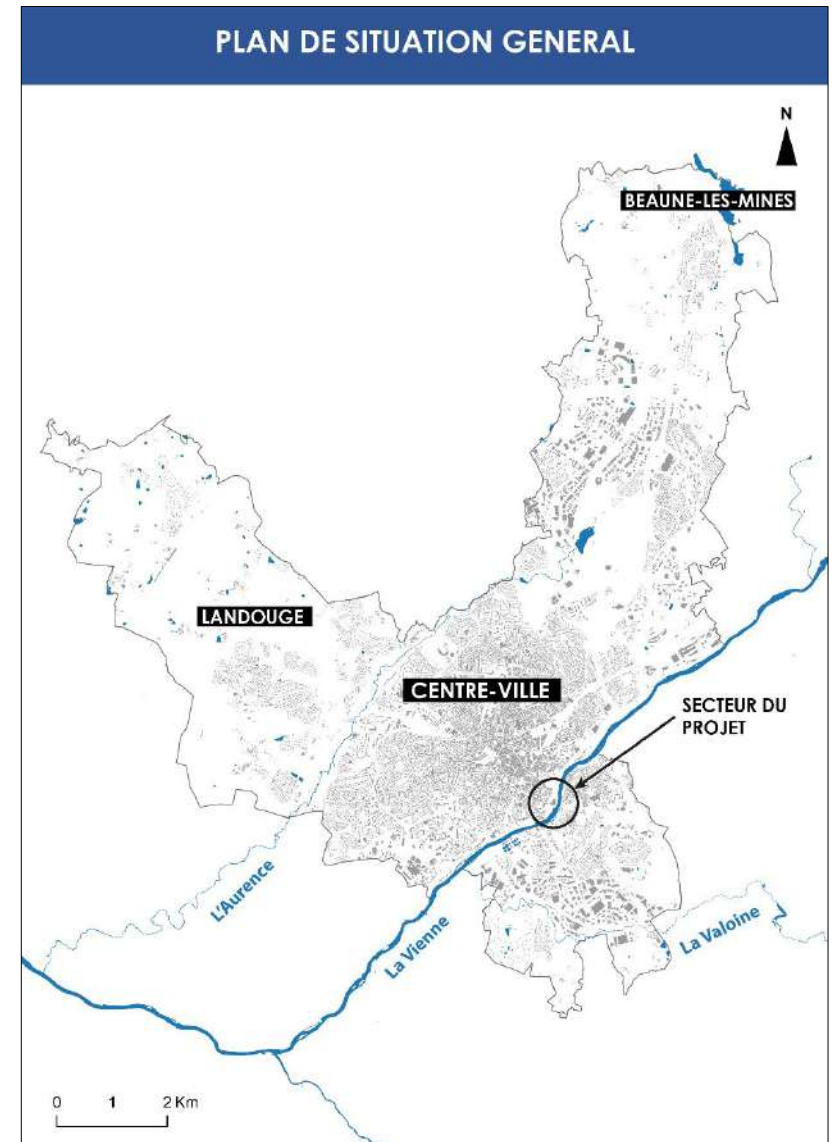 PLAN DE SITUATION GENERAL
N
BEAUNE-LES-MINES
LANDOUGE
CENTRE-VILLE
SECTEUR DU
PROJET
L'Aurence
La Vienne
La Valoine
0 1 2 Km